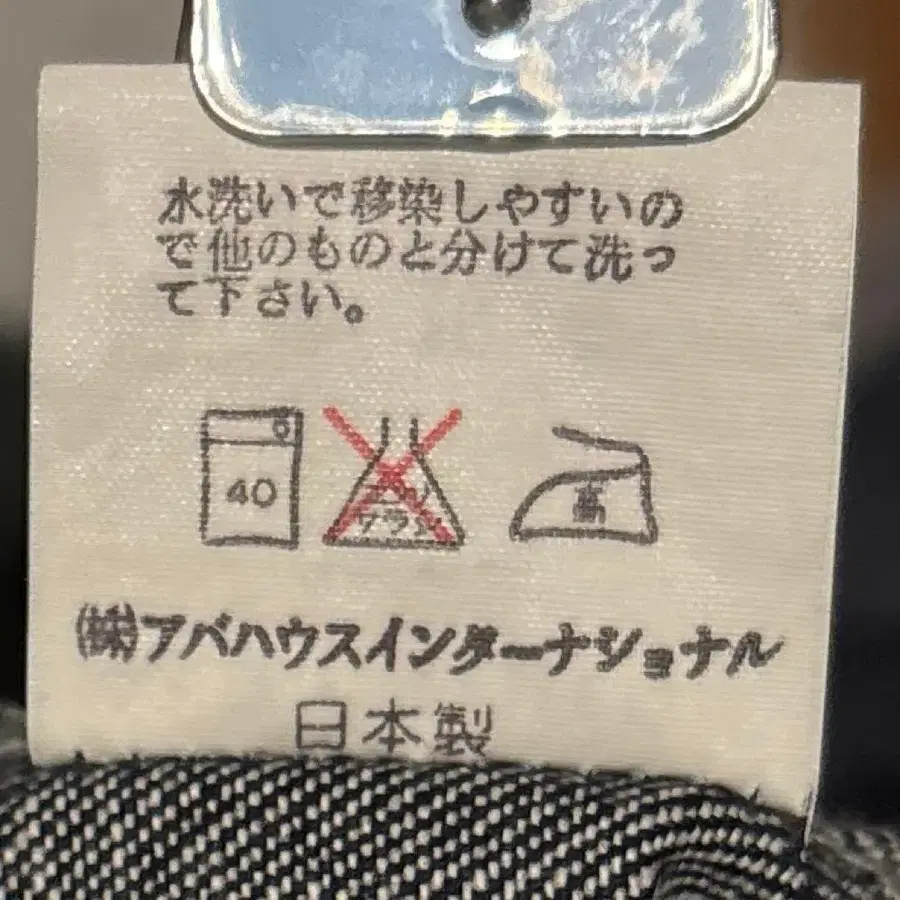 水洗いで移染しやすいの
で他のものと分けて洗っ
て下さい。
40
エンソ
サラシ
高
㈱アバハウスインターナショナル
日本製